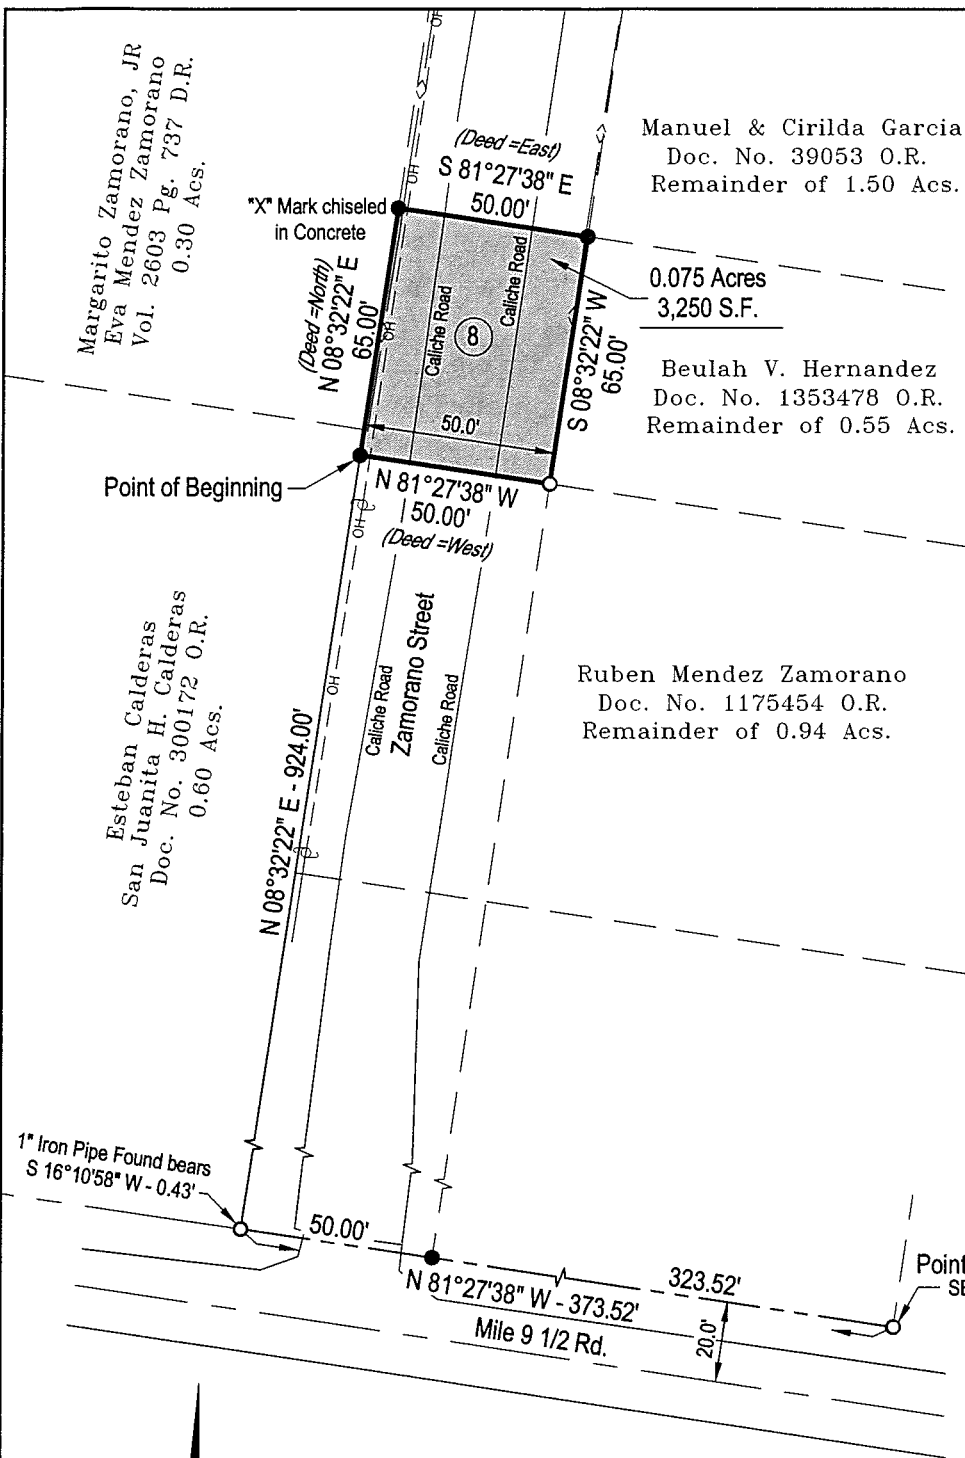 Margarito Zamorano, JR
Eva Mendez Zamorano
Vol. 2603 Pg. 737 D.R.
0.30 Acs.
OH
(Deed =East)
S 81°27'38" E
50.00'
Manuel & Cirilda Garcia
Doc. No. 39053 O.R.
Remainder of 1.50 Acs.
OH
"X" Mark chiseled
in Concrete
(Deed =North)
N 08°32'22" E
65.00'
OH
Caliche Road
8
Caliche Road
0.075 Acres
3,250 S.F.
S 08°32'22" W
65.00'
Beulah V. Hernandez
Doc. No. 1353478 O.R.
Remainder of 0.55 Acs.
50.0'
Point of Beginning
N 81°27'38" W
50.00'
(Deed =West)
OH
Esteban Calderas
San Juanita H. Calderas
Doc. No. 300172 O.R.
0.60 Acs.
OH
Caliche Road
Zamorano Street
Caliche Road
Ruben Mendez Zamorano
Doc. No. 1175454 O.R.
Remainder of 0.94 Acs.
N 08°32'22" E - 924.00'
1" Iron Pipe Found bears
S 16°10'58" W - 0.43'
50.00'
323.52'
Point
N 81°27'38" W - 373.52'
Mile 9 1/2 Rd.
20.0'